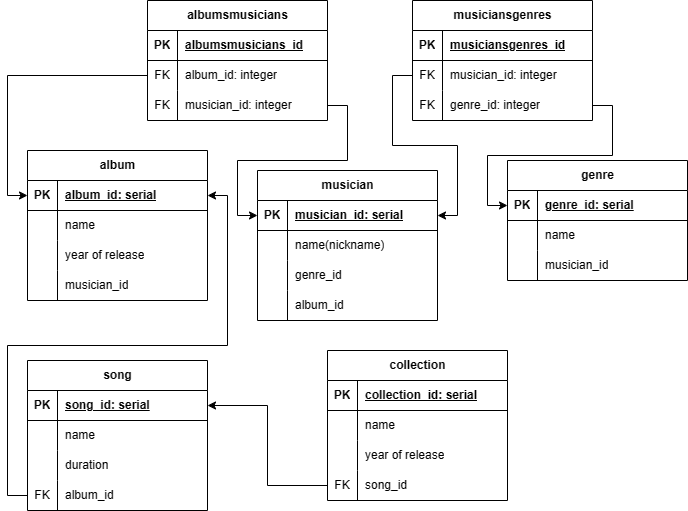 albumsmusicians
PK albumsmusicians_id
FK album_id: integer
FK musician_id: integer
musiciansgenres
PK musiciansgenres_id
FK musician_id: integer
FK genre_id: integer
album
PK album_id: serial
name
year of release
musician_id
musician
PK musician_id: serial
name(nickname)
genre_id
album_id
genre
PK genre_id: serial
name
musician_id
song
PK song_id: serial
name
duration
FK album_id
collection
PK collection_id: serial
name
year of release
FK song_id